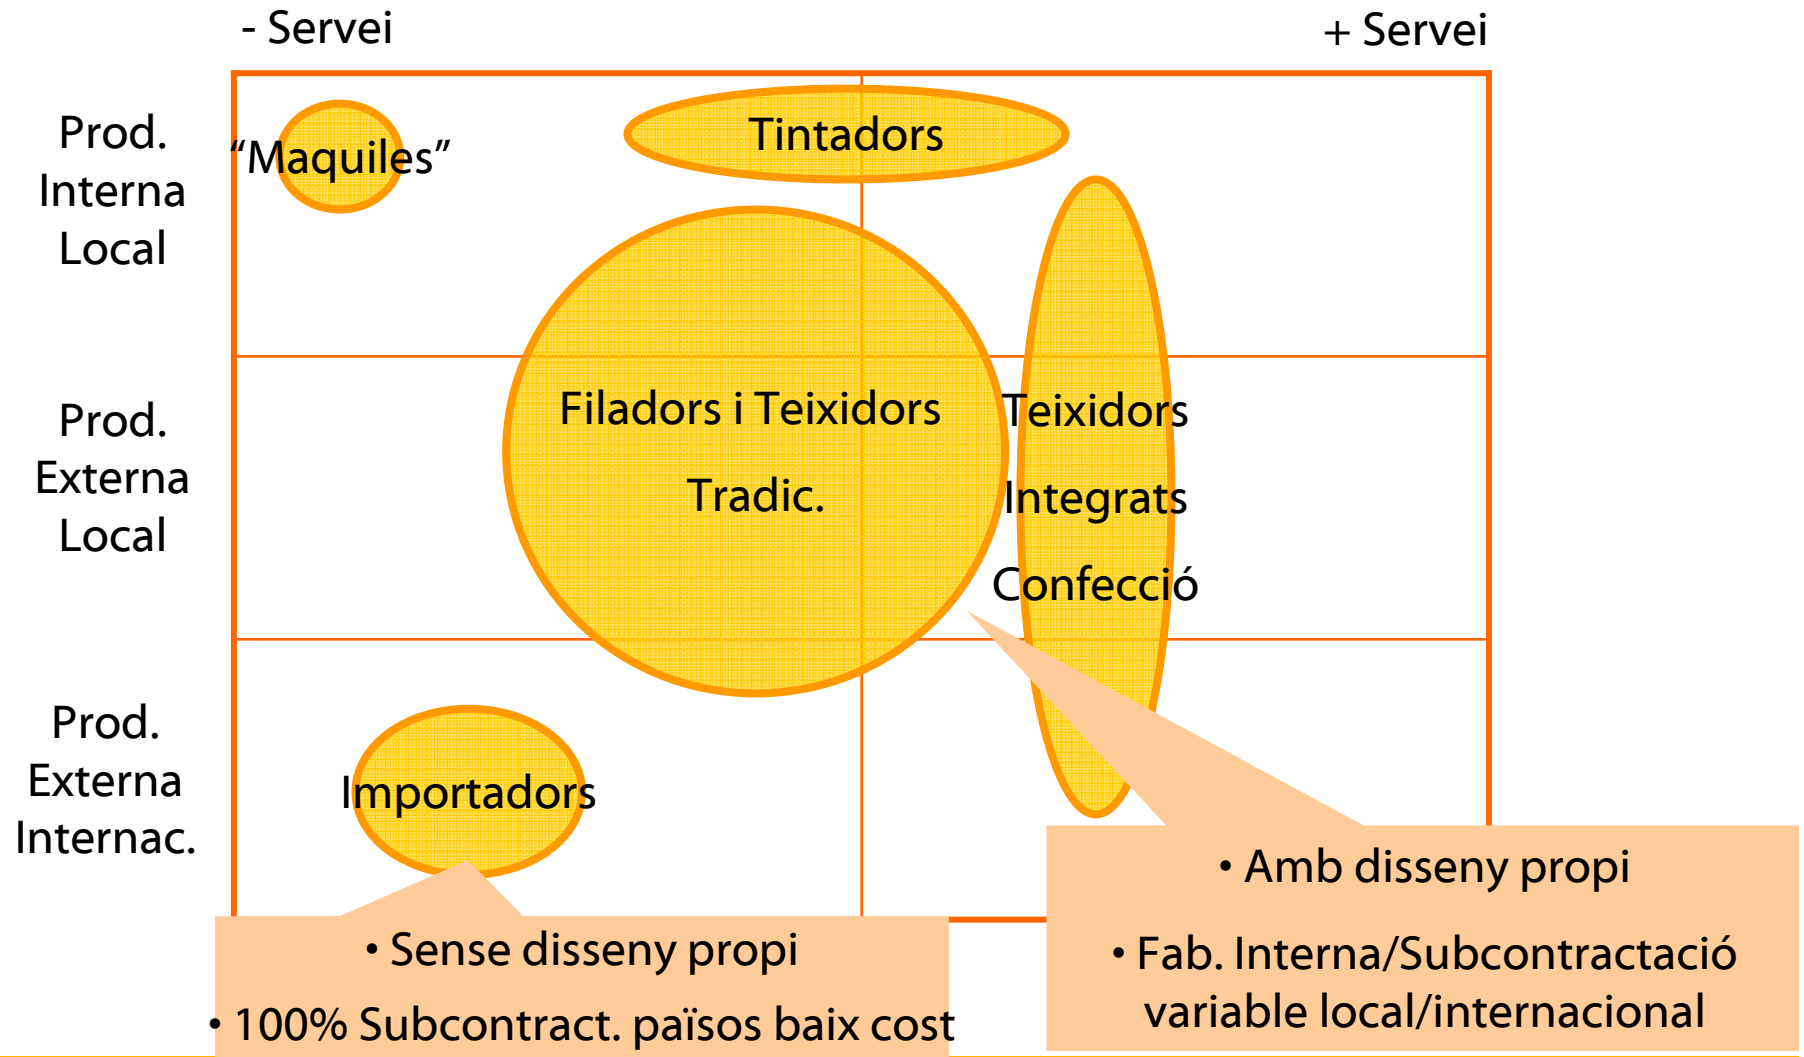 - Servei
+ Servei
Prod.
Interna
Local
"Maquiles"
Tintadors
Prod.
Externa
Local
Filadors i Teixidors
Tradic.
Teixidors
Integrats
Confecció
Prod.
Externa
Internac.
Importadors
• Sense disseny propi
• 100% Subcontract. països baix cost
• Amb disseny propi
• Fab. Interna/Subcontractació
variable local/internacional